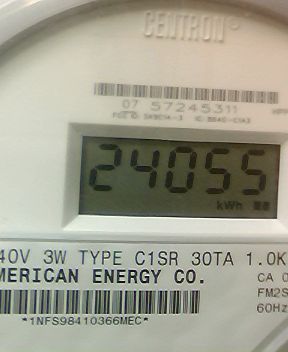 CENTRON
07 57245311
24055
kWh
40V 3W TYPE C1SR 30TA 1.0K
MERICAN ENERGY CO.
CA 0
FM2S
60Hz
*1NFS98410366MEC*